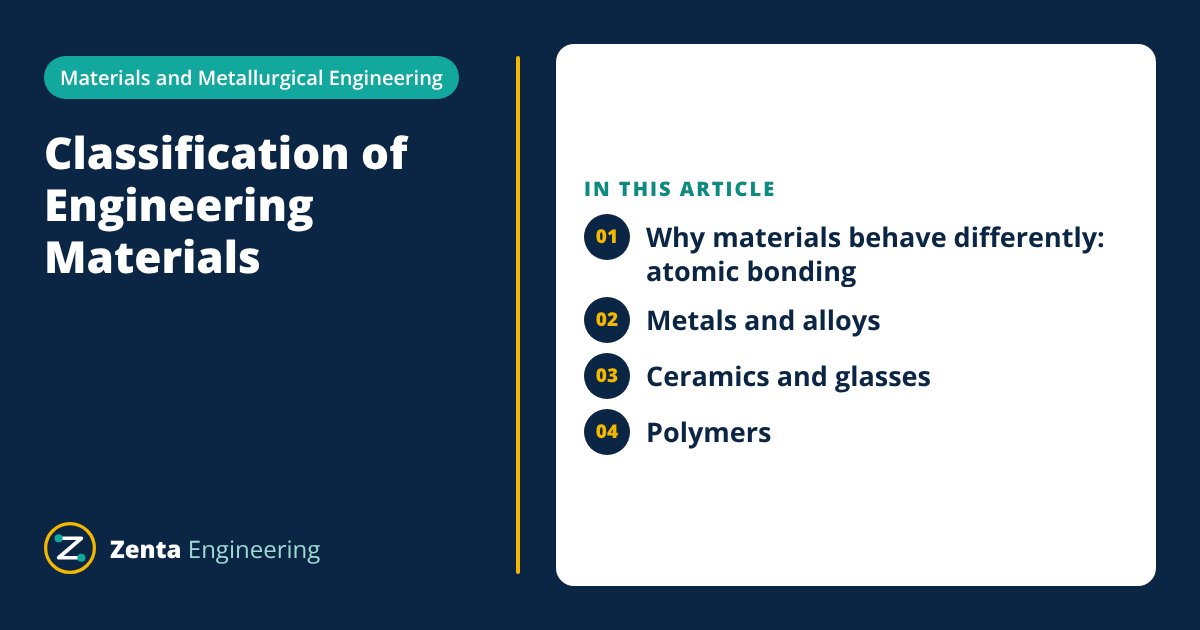 Materials and Metallurgical Engineering
Classification of
Engineering
Materials
Zenta Engineering
IN THIS ARTICLE
01 Why materials behave differently:
atomic bonding
02 Metals and alloys
03 Ceramics and glasses
04 Polymers